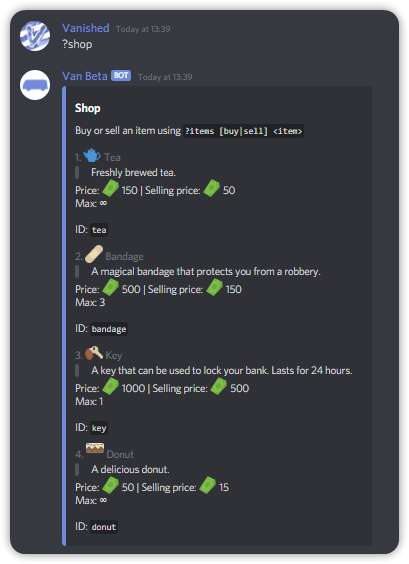 Vanished Today at 13:39
?shop
Van Beta BOT Today at 13:39
Shop
Buy or sell an item using ?items [buy|sell] <item>
1. Tea
Freshly brewed tea.
Price: 150 | Selling price: 50
Max: ∞
ID: tea
2. Bandage
A magical bandage that protects you from a robbery.
Price: 500 | Selling price: 150
Max: 3
ID: bandage
3. Key
A key that can be used to lock your bank. Lasts for 24 hours.
Price: 1000 | Selling price: 500
Max: 1
ID: key
4. Donut
A delicious donut.
Price: 50 | Selling price: 15
Max: ∞
ID: donut